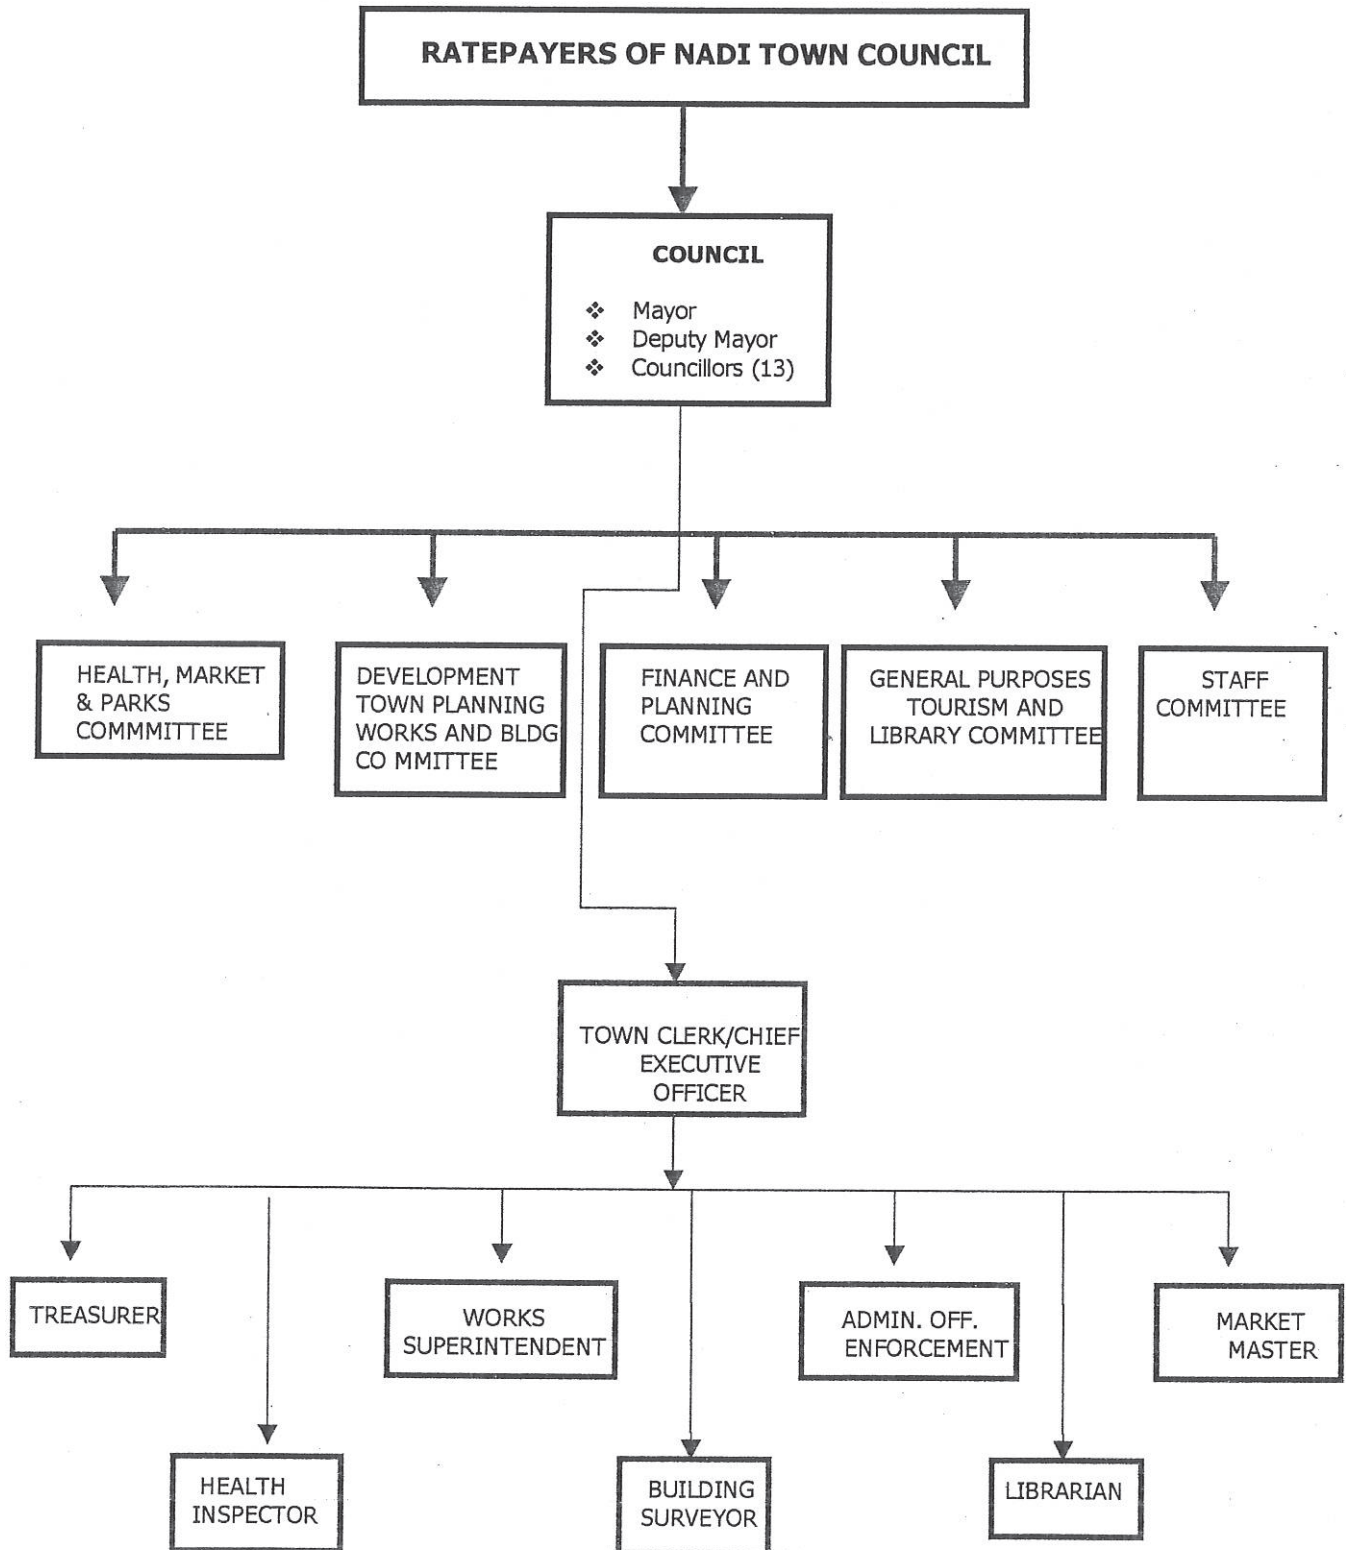 RATEPAYERS OF NADI TOWN COUNCIL
COUNCIL
❖ Mayor
❖ Deputy Mayor
❖ Councillors (13)
HEALTH, MARKET
& PARKS
COMMMITTEE
DEVELOPMENT
TOWN PLANNING
WORKS AND BLDG
CO MMITTEE
FINANCE AND
PLANNING
COMMITTEE
GENERAL PURPOSES
TOURISM AND
LIBRARY COMMITTEE
STAFF
COMMITTEE
TOWN CLERK/CHIEF
EXECUTIVE
OFFICER
TREASURER
WORKS
SUPERINTENDENT
ADMIN. OFF.
ENFORCEMENT
MARKET
MASTER
HEALTH
INSPECTOR
BUILDING
SURVEYOR
LIBRARIAN